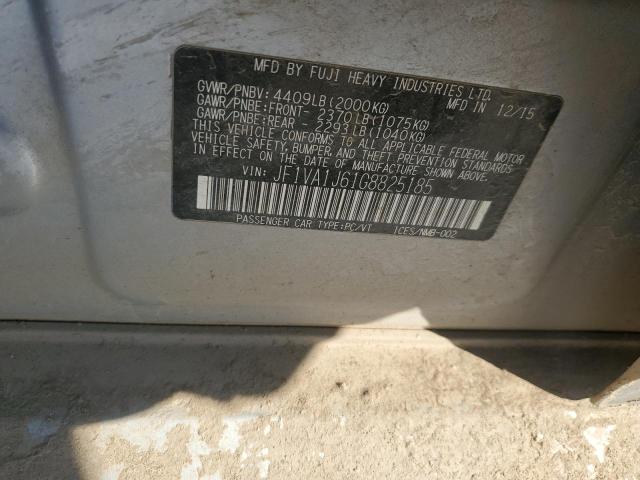 MFD BY FUJI HEAVY INDUSTRIES LTD.
GVWR/PNBV: 4409LB(2000KG) MFD IN 12/15
GAWR/PNBE:FRONT- 2370LB(1075KG)
GAWR/PNBE:REAR - 2293LB(1040KG)
THIS VEHICLE CONFORMS TO ALL APPLICABLE FEDERAL MOTOR
VEHICLE SAFETY, BUMPER, AND THEFT PREVENTION STANDARDS
IN EFFECT ON THE DATE OF MANUFACTURE SHOWN ABOVE.
VIN: JF1VA1J61G8825185
PASSENGER CAR TYPE:PC/VT ICES/NMB-002